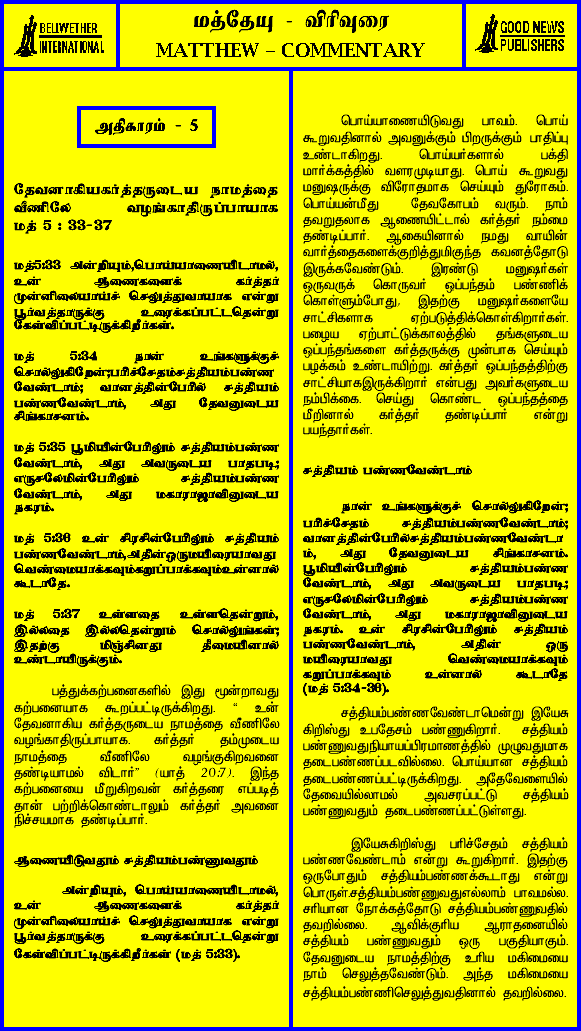 BELLWETHER
INTERNATIONAL
மத்தேயு - விரிவுரை
MATTHEW – COMMENTARY
GOOD NEWS
PUBLISHERS
அதிகாரம் - 5
தேவனாகியகர்த்தருடைய நாமத்தை
வீணிலே வழங்காதிருப்பாயாக
மத் 5 : 33-37
மத்5:33 அன்றியும்,பொய்யாணையிடாமல்,
உன் ஆணைகளைக் கர்த்தர்
முன்னிலையாய்ச் செலுத்துவாயாக என்று
பூர்வத்தாருக்கு உரைக்கப்பட்டதென்று
கேள்விப்பட்டிருக்கிறீர்கள்.
மத் 5:34 நான் உங்களுக்குச்
சொல்லுகிறேன்;பரிச்சேதம்சத்தியம்பண்ண
வேண்டாம்; வானத்தின்பேரில் சத்தியம்
பண்ணவேண்டாம், அது தேவனுடைய
சிங்காசனம்.
மத் 5:35 பூமியின்பேரிலும் சத்தியம்பண்ண
வேண்டாம், அது அவருடைய பாதபடி;
எருசலேமின்பேரிலும் சத்தியம்பண்ண
வேண்டாம், அது மகாராஜாவினுடைய
நகரம்.
மத் 5:36 உன் சிரசின்பேரிலும் சத்தியம்
பண்ணவேண்டாம்,அதின்ஒருமயிரையாவது
வெண்மையாக்கவும்கறுப்பாக்கவும்உன்னால்
கூடாதே.
மத் 5:37 உள்ளதை உள்ளதென்றும்,
இல்லதை இல்லதென்றும் சொல்லுங்கள்;
இதற்கு மிஞ்சினது தீமையினால்
உண்டாயிருக்கும்.
பத்துக்கற்பனைகளில் இது மூன்றாவது
கற்பனையாக கூறப்பட்டிருக்கிறது. “ உன்
தேவனாகிய கர்த்தருடைய நாமத்தை வீணிலே
வழங்காதிருப்பாயாக. கர்த்தர் தம்முடைய
நாமத்தை வீணிலே வழங்குகிறவனை
தண்டியாமல் விடார்” (யாத் 20:7). இந்த
கற்பனையை மீறுகிறவன் கர்த்தரை எப்படித்
தான் பற்றிக்கொண்டாலும் கர்த்தர் அவனை
நிச்சயமாக தண்டிப்பார்.
ஆணையிடுவதும் சத்தியம்பண்ணுவதும்
அன்றியும், பொய்யாணையிடாமல்,
உன் ஆணைகளைக் கர்த்தர்
முன்னிலையாய்ச் செலுத்துவாயாக என்று
பூர்வத்தாருக்கு உரைக்கப்பட்டதென்று
கேள்விப்பட்டிருக்கிறீர்கள் (மத் 5:33).
பொய்யாணையிடுவது பாவம். பொய்
கூறுவதினால் அவனுக்கும் பிறருக்கும் பாதிப்பு
உண்டாகிறது. பொய்யர்களால் பக்தி
மார்க்கத்தில் வளரமுடியாது. பொய் கூறுவது
மனுஷருக்கு விரோதமாக செய்யும் துரோகம்.
பொய்யன்மீது தேவகோபம் வரும். நாம்
தவறுதலாக ஆணையிட்டால் கர்த்தர் நம்மை
தண்டிப்பார். ஆகையினால் நமது வாயின்
வார்த்தைகளைக்குறித்துமிகுந்த கவனத்தோடு
இருக்கவேண்டும். இரண்டு மனுஷர்கள்
ஒருவருக் கொருவர் ஒப்பந்தம் பண்ணிக்
கொள்ளும்போது, இதற்கு மனுஷர்களையே
சாட்சிகளாக ஏற்படுத்திக்கொள்கிறார்கள்.
பழைய ஏற்பாட்டுக்காலத்தில் தங்களுடைய
ஒப்பந்தங்களை கர்த்தருக்கு முன்பாக செய்யும்
பழக்கம் உண்டாயிற்று. கர்த்தர் ஒப்பந்தத்திற்கு
சாட்சியாகஇருக்கிறார் என்பது அவர்களுடைய
நம்பிக்கை. செய்து கொண்ட ஒப்பந்தத்தை
மீறினால் கர்த்தர் தண்டிப்பார் என்று
பயந்தார்கள்.
சத்தியம் பண்ணவேண்டாம்
நான் உங்களுக்குச் சொல்லுகிறேன்;
பரிச்சேதம் சத்தியம்பண்ணவேண்டாம்;
வானத்தின்பேரில்சத்தியம்பண்ணவேண்டா
ம், அது தேவனுடைய சிங்காசனம்.
பூமியின்பேரிலும் சத்தியம்பண்ண
வேண்டாம், அது அவருடைய பாதபடி;
எருசலேமின்பேரிலும் சத்தியம்பண்ண
வேண்டாம், அது மகாராஜாவினுடைய
நகரம். உன் சிரசின்பேரிலும் சத்தியம்
பண்ணவேண்டாம், அதின் ஒரு
மயிரையாவது வெண்மையாக்கவும்
கறுப்பாக்கவும் உன்னால் கூடாதே
(மத் 5:34-36).
சத்தியம்பண்ணவேண்டாமென்று இயேசு
கிறிஸ்து உபதேசம் பண்ணுகிறார். சத்தியம்
பண்ணுவதுநியாயப்பிரமாணத்தில் முழுவதுமாக
தடைபண்ணப்படவில்லை. பொய்யான சத்தியம்
தடைபண்ணப்பட்டிருக்கிறது. அதேவேளையில்
தேவையில்லாமல் அவசரப்பட்டு சத்தியம்
பண்ணுவதும் தடைபண்ணப்பட்டுள்ளது.
இயேசுகிறிஸ்து பரிச்சேதம் சத்தியம்
பண்ணவேண்டாம் என்று கூறுகிறார். இதற்கு
ஒருபோதும் சத்தியம்பண்ணக்கூடாது என்று
பொருள்.சத்தியம்பண்ணுவதுஎல்லாம் பாவமல்ல.
சரியான நோக்கத்தோடு சத்தியம்பண்ணுவதில்
தவறில்லை. ஆவிக்குரிய ஆராதனையில்
சத்தியம் பண்ணுவதும் ஒரு பகுதியாகும்.
தேவனுடைய நாமத்திற்கு உரிய மகிமையை
நாம் செலுத்தவேண்டும். அந்த மகிமையை
சத்தியம்பண்ணிசெலுத்துவதினால் தவறில்லை.